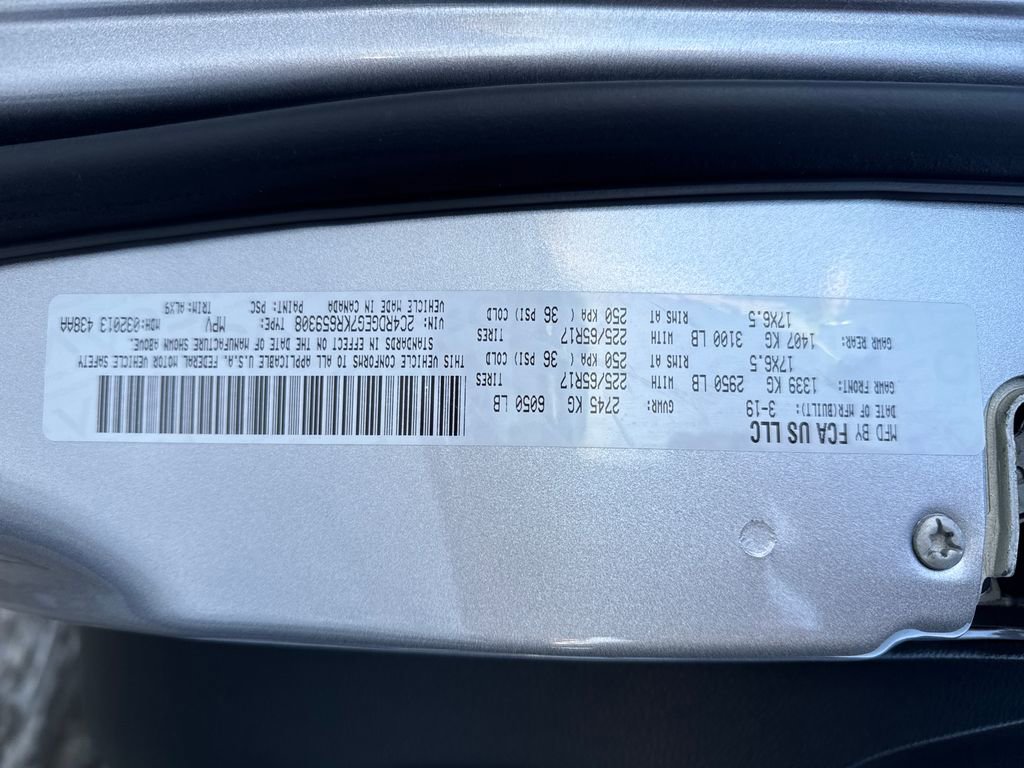 MFD BY FCA US LLC
DATE OF MFR(BUILT): 3-19
GVWR: 2745 KG 6050 LB
GAWR FRONT: 1339 KG 2950 LB WITH 225/65R17 TIRES
17X6.5 RIMS AT 250 KPA ( 36 PSI) COLD
GAWR REAR: 1407 KG 3100 LB WITH 225/65R17 TIRES
17X6.5 RIMS AT 250 KPA ( 36 PSI) COLD
THIS VEHICLE CONFORMS TO ALL APPLICABLE U.S.A. FEDERAL MOTOR VEHICLE SAFETY
STANDARDS IN EFFECT ON THE DATE OF MANUFACTURE SHOWN ABOVE.
VIN: 2C4RDGEG7KR659308 TYPE: MPV MDH:032013 438AA
VEHICLE MADE IN CANADA PAINT: PSC TRIM:ALX9